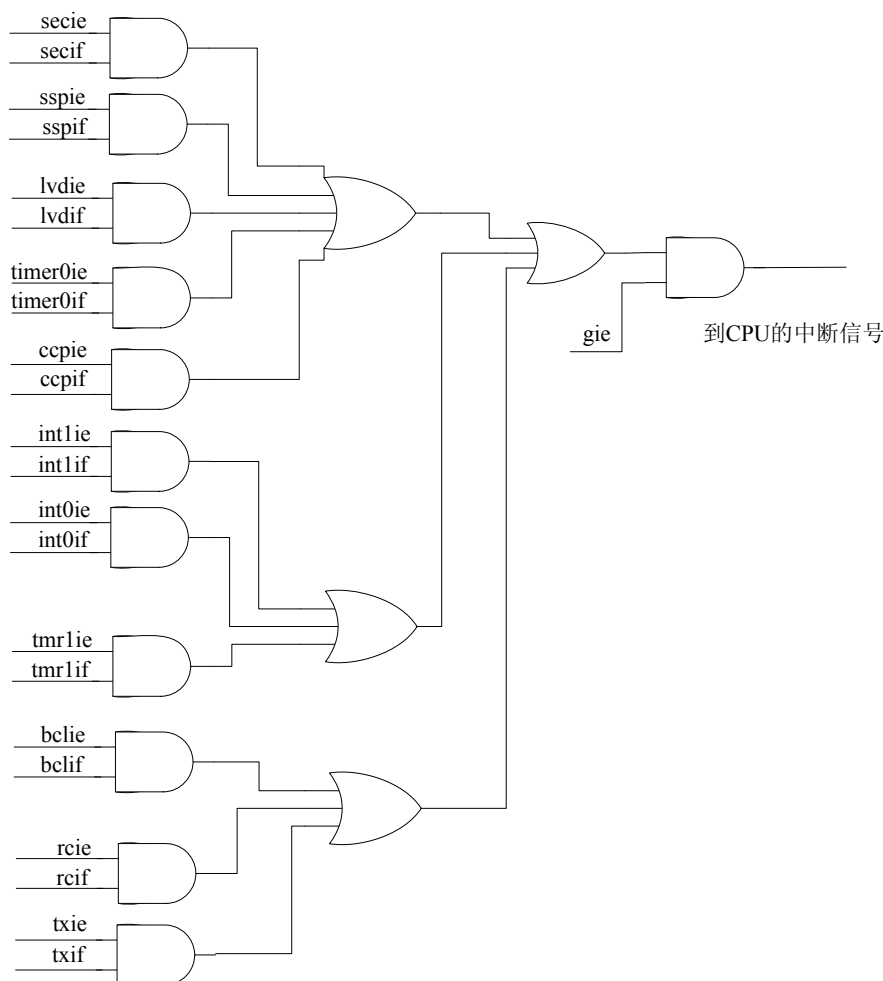 secie
secif
sspie
sspif
lvdie
lvdif
timer0ie
timer0if
ccpie
ccpif
int1ie
int1if
int0ie
int0if
tmr1ie
tmr1if
bclie
bclif
rcie
rcif
txie
txif
gie
到CPU的中断信号